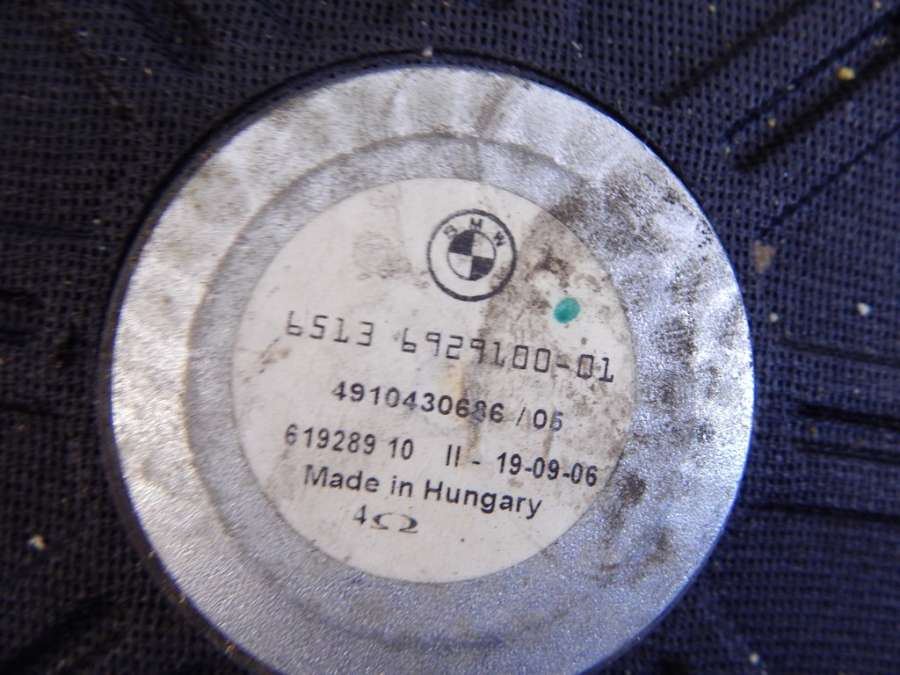 BMW
6513 6929100-01
4910430686 / 05
619289 10 II - 19-09-06
Made in Hungary
4Ω